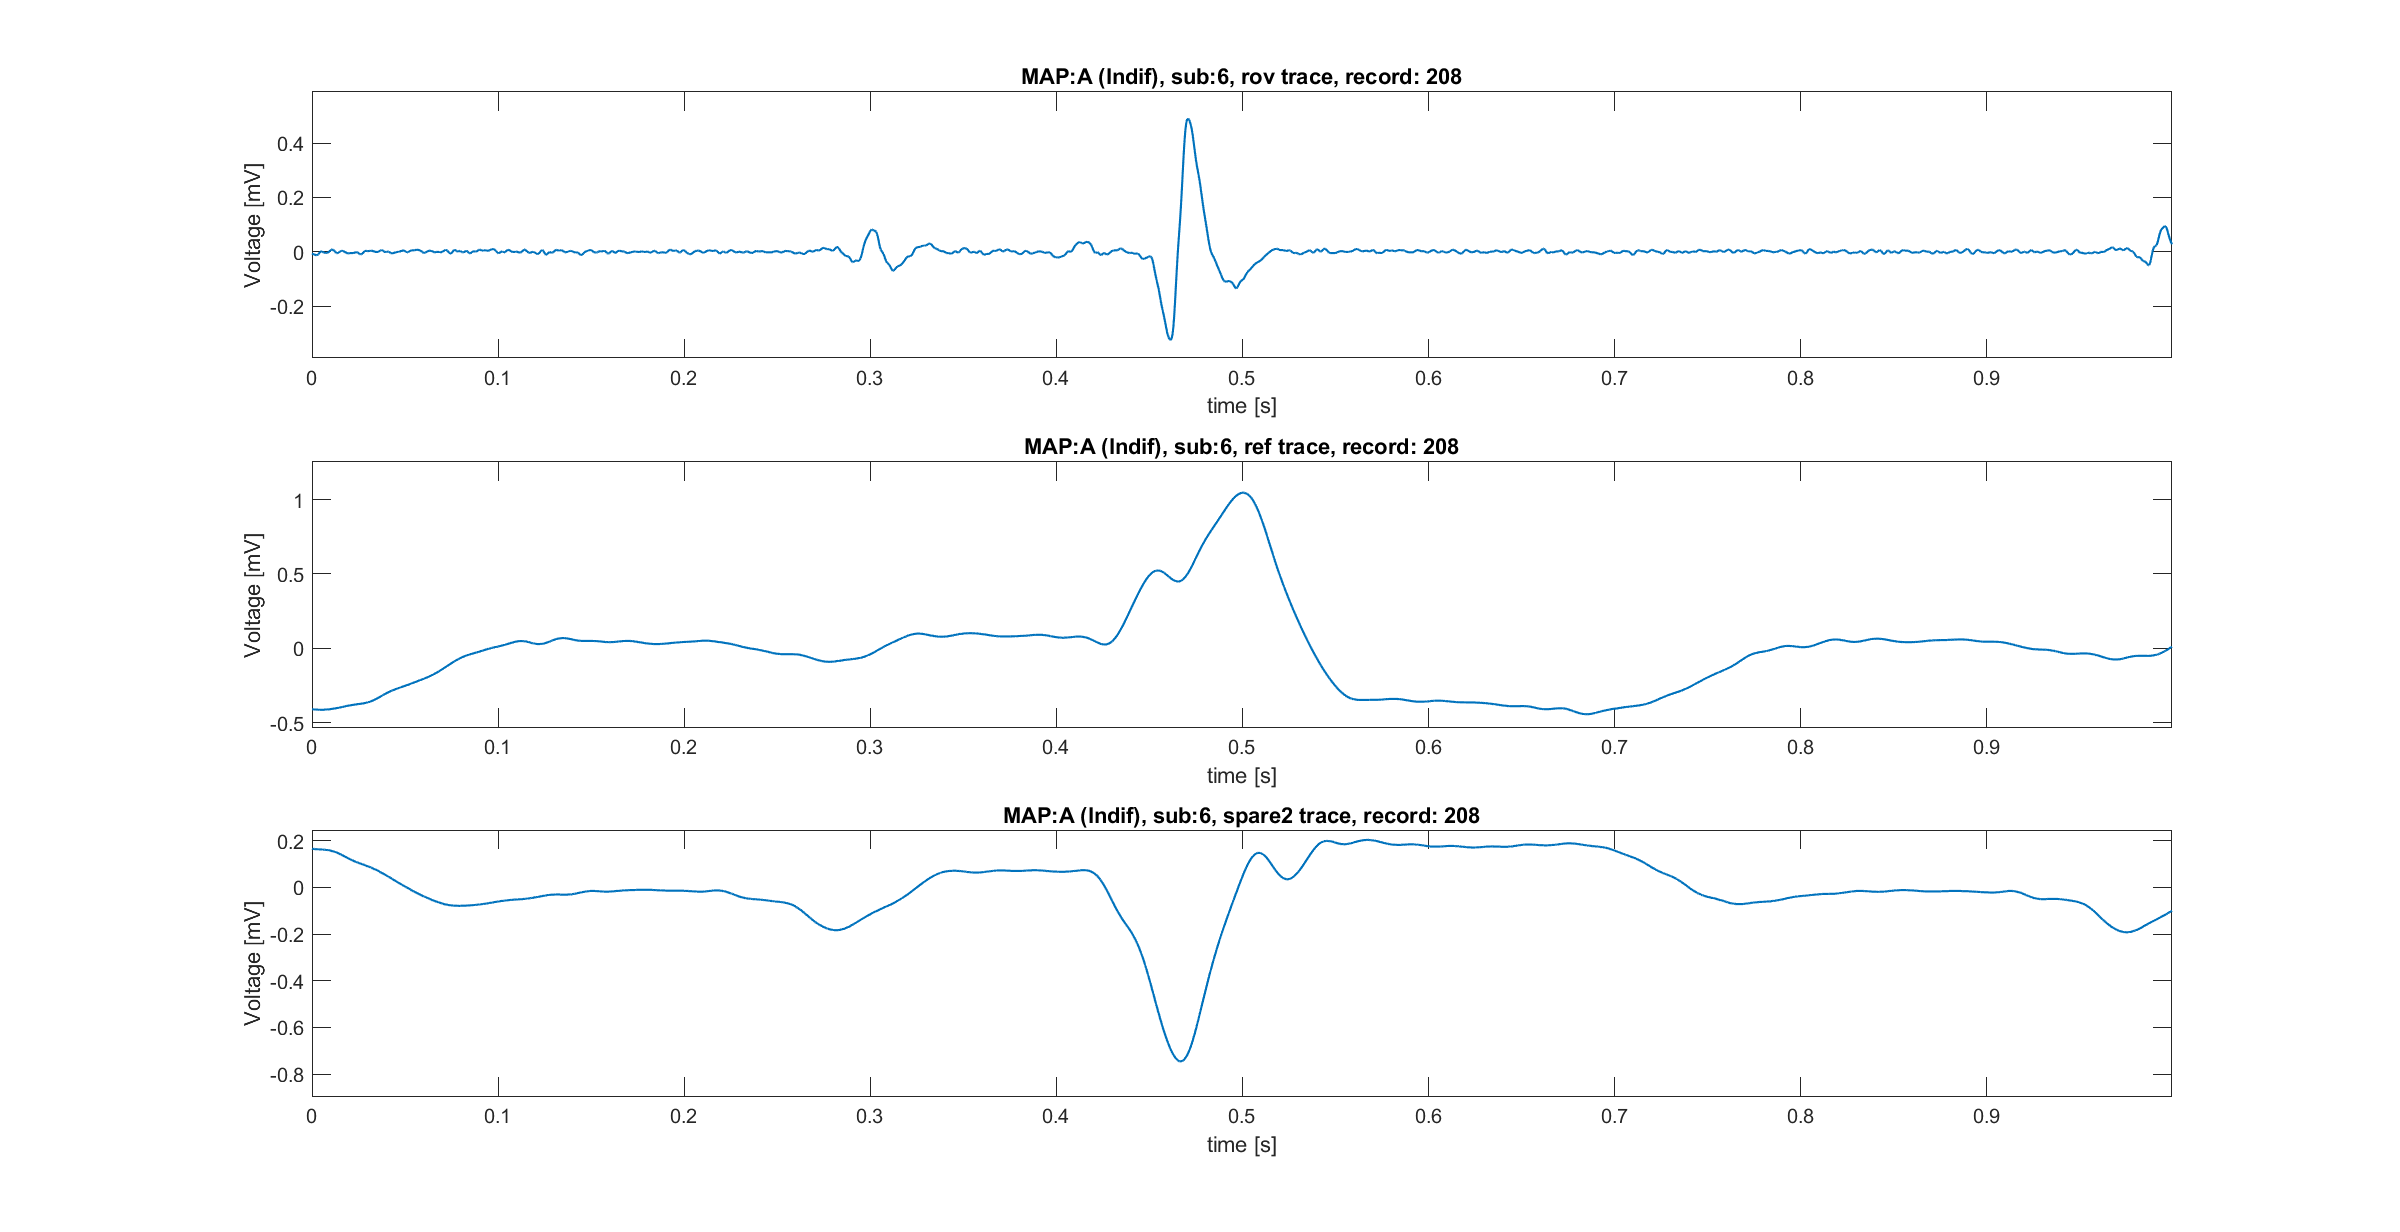 MAP:A (Indif), sub:6, rov trace, record: 208
Voltage [mV]
0.4
0.2
0
-0.2
0 0.1 0.2 0.3 0.4 0.5 0.6 0.7 0.8 0.9
time [s]
MAP:A (Indif), sub:6, ref trace, record: 208
Voltage [mV]
1
0.5
0
-0.5
0 0.1 0.2 0.3 0.4 0.5 0.6 0.7 0.8 0.9
time [s]
MAP:A (Indif), sub:6, spare2 trace, record: 208
Voltage [mV]
0.2
0
-0.2
-0.4
-0.6
-0.8
0 0.1 0.2 0.3 0.4 0.5 0.6 0.7 0.8 0.9
time [s]